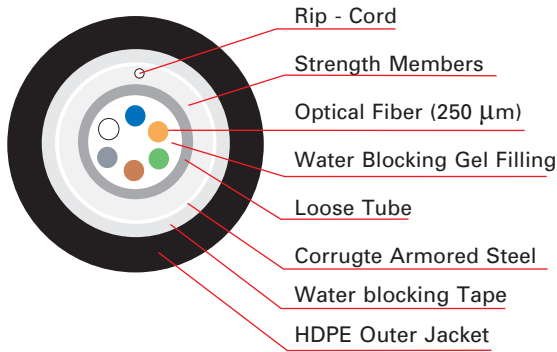 Rip - Cord
Strength Members
Optical Fiber (250 μm)
Water Blocking Gel Filling
Loose Tube
Corrugte Armored Steel
Water blocking Tape
HDPE Outer Jacket